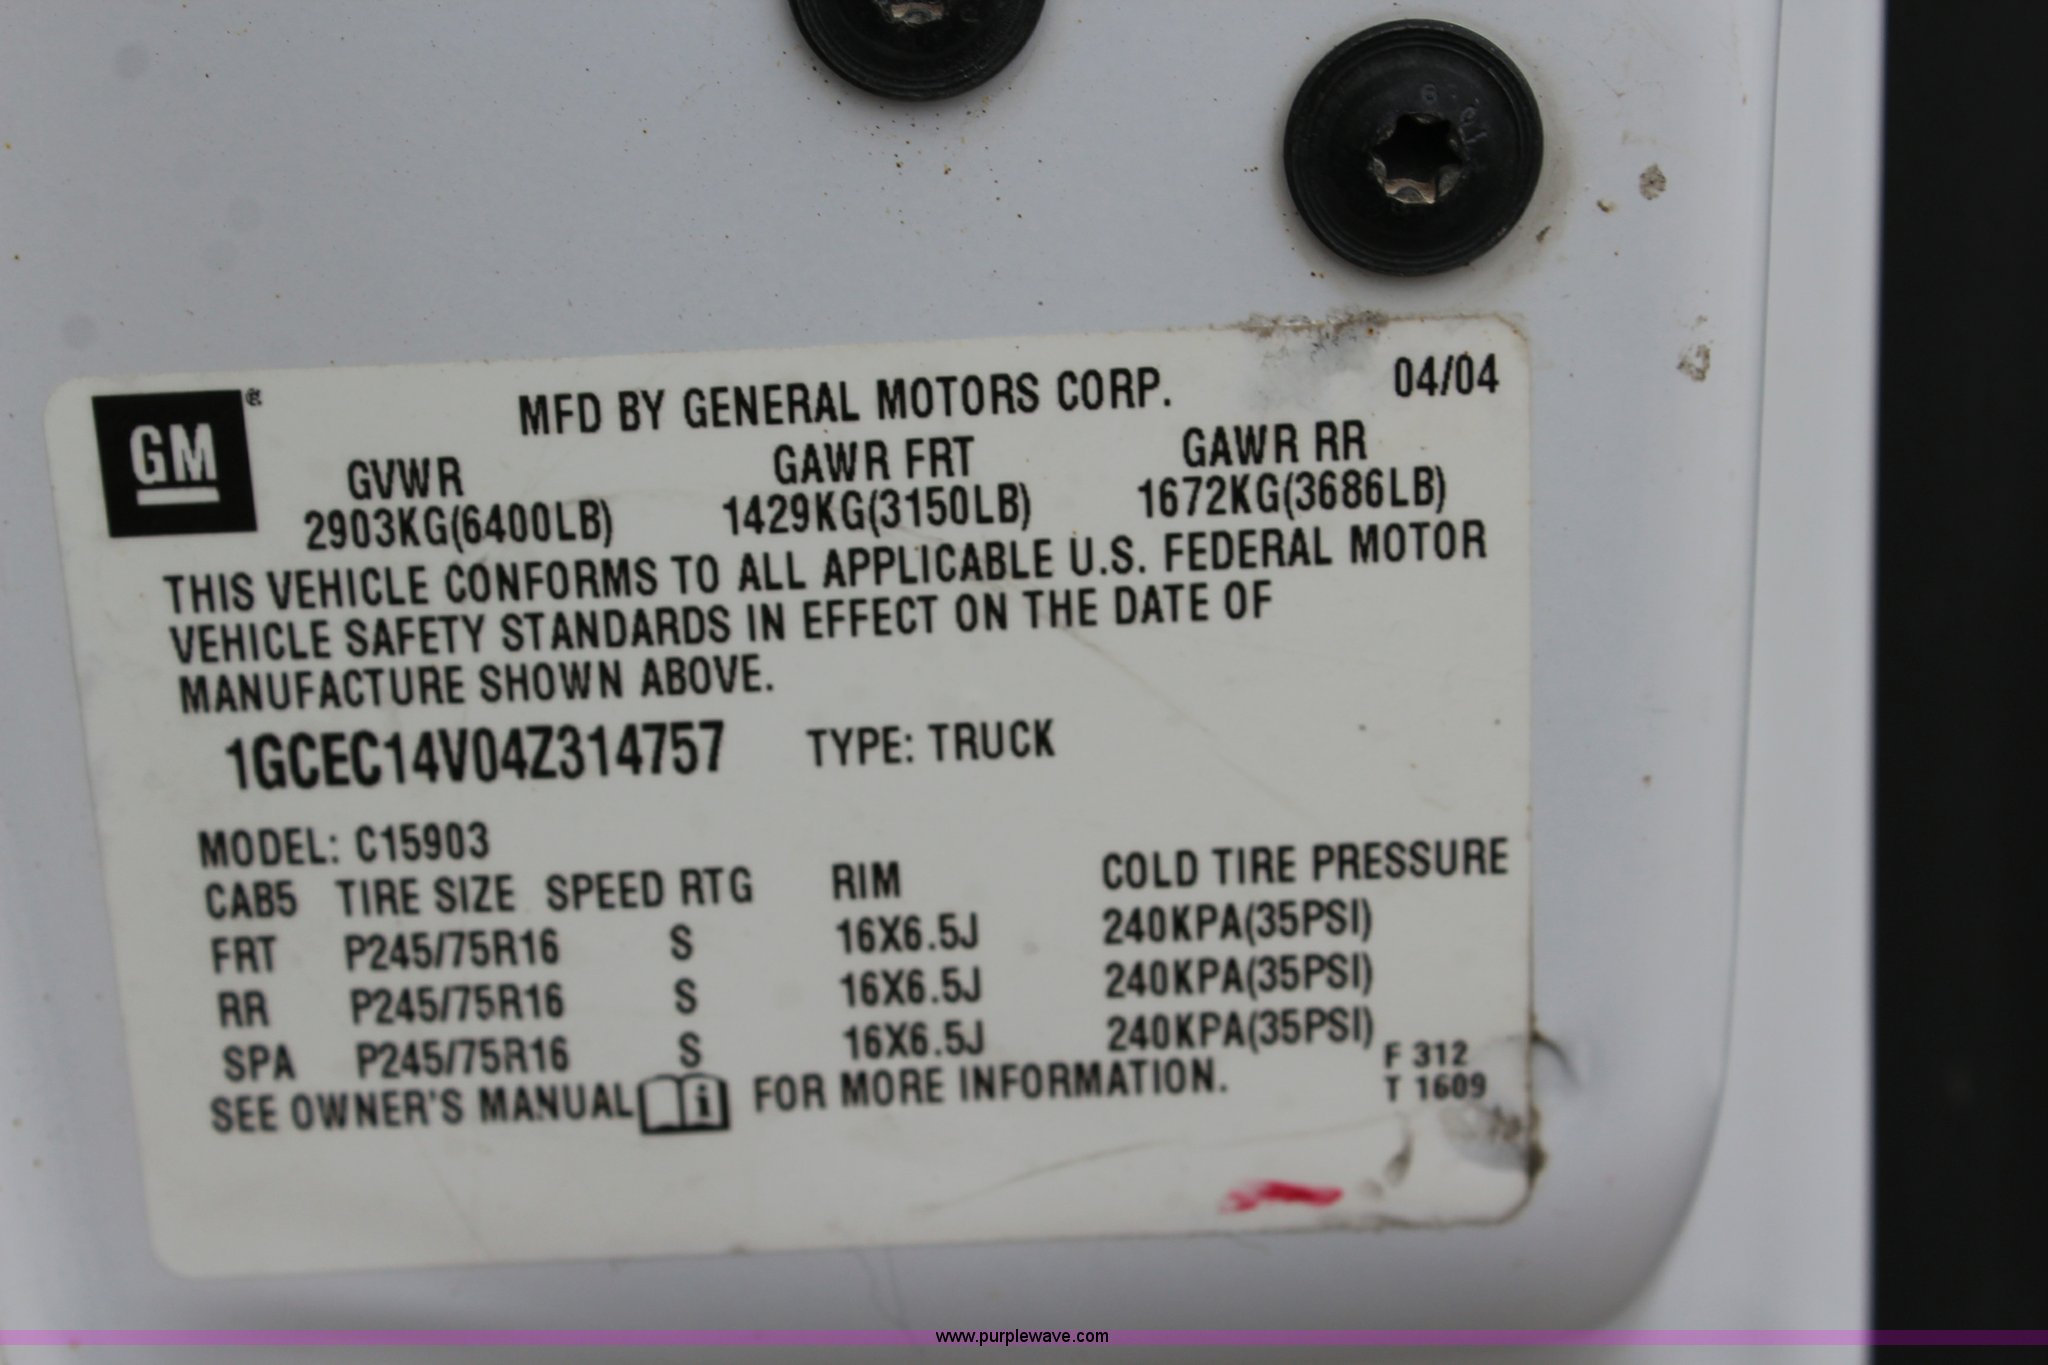 MFD BY GENERAL MOTORS CORP. 04/04
GM
GVWR GAWR FRT GAWR RR
2903KG(6400LB) 1429KG(3150LB) 1672KG(3686LB)
THIS VEHICLE CONFORMS TO ALL APPLICABLE U.S. FEDERAL MOTOR
VEHICLE SAFETY STANDARDS IN EFFECT ON THE DATE OF
MANUFACTURE SHOWN ABOVE.
1GCEC14V04Z314757 TYPE: TRUCK
MODEL: C15903
CAB5 TIRE SIZE SPEED RTG RIM COLD TIRE PRESSURE
FRT P245/75R16 S 16X6.5J 240KPA(35PSI)
RR P245/75R16 S 16X6.5J 240KPA(35PSI)
SPA P245/75R16 S 16X6.5J 240KPA(35PSI)
SEE OWNER'S MANUAL i FOR MORE INFORMATION.
F 312
T 1609
www.purplewave.com